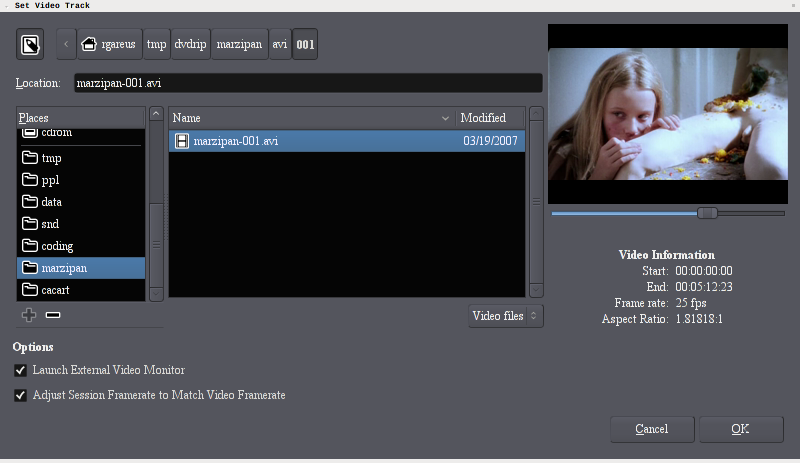 Set Video Track
rgareus tmp dvdrip marzipan avi 001
Location: marzipan-001.avi
Places
cdrom
tmp
ppl
data
snd
coding
marzipan
cacart
Name Modified
marzipan-001.avi 03/19/2007
Video files
Video Information
Start: 00:00:00:00
End: 00:05:12:23
Frame rate: 25 fps
Aspect Ratio: 1.81818:1
Options
Launch External Video Monitor
Adjust Session Framerate to Match Video Framerate
Cancel OK